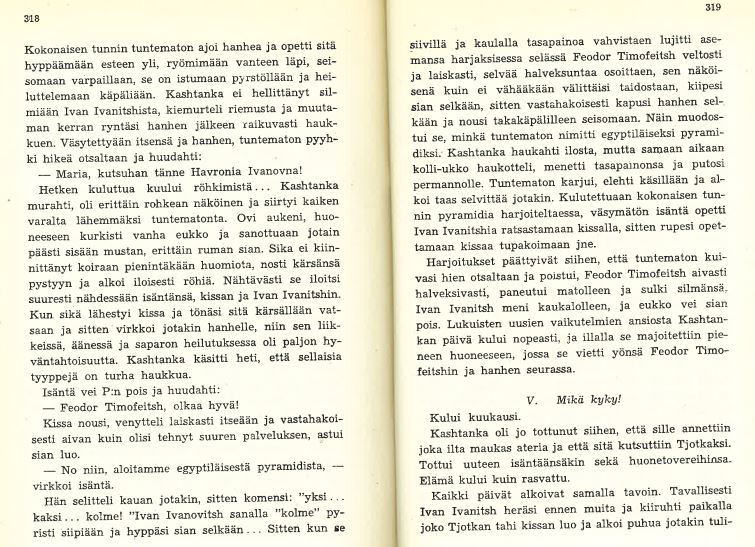 318
Kokonaisen tunnin tuntematon ajoi hanhea ja opetti sitä
hyppäämään esteen yli, ryömimään vanteen läpi, sei-
somaan varpaillaan, se on istumaan pyrstöllään ja hei-
luttelemaan käpäliään. Kashtanka ei hellittänyt sil-
miään Ivan Ivanitshista, kiemurteli riemusta ja muuta-
man kerran ryntäsi hanhen jälkeen raikuvasti hauk-
kuen. Väsytettyään itsensä ja hanhen, tuntematon pyyh-
ki hikeä otsaltaan ja huudahti:
— Maria, kutsuhan tänne Havronia Ivanovna!
Hetken kuluttua kuului röhkimistä... Kashtanka
murahti, oli erittäin rohkean näköinen ja siirtyi kaiken
varalta lähemmäksi tuntematonta. Ovi aukeni, huo-
neeseen kurkisti vanha eukko ja sanottuaan jotain
päästi sisään mustan, erittäin ruman sian. Sika ei kiin-
nittänyt koiraan pienintäkään huomiota, nosti kärsänsä
pystyyn ja alkoi iloisesti röhiä. Nähtävästi se iloitsi
suuresti nähdessään isäntänsä, kissan ja Ivan Ivanitshin.
Kun sikä lähestyi kissa ja tönäsi sitä kärsällään vat-
saan ja sitten virkkoi jotakin hanhelle, niin sen liik-
keissä, äänessä ja saparon heilutuksessa oli paljon hy-
väntahtoisuutta. Kashtanka käsitti heti, että sellaisia
tyyppejä on turha haukkua.
Isäntä vei P:n pois ja huudahti:
— Feodor Timofeitsh, olkaa hyvä!
Kissa nousi, venytteli laiskasti itseään ja vastahakoi-
sesti aivan kuin olisi tehnyt suuren palveluksen, astui
sian luo.
— No niin, aloitamme egyptiläisestä pyramidista, —
virkkoi isäntä.
Hän selitteli kauan jotakin, sitten komensi: "yksi...
kaksi... kolme! "Ivan Ivanovitsh sanalla "kolme" py-
risti siipiään ja hyppäsi sian selkään... Sitten kun se
319
siivillä ja kaulalla tasapainoa vahvistaen lujitti ase-
mansa harjaksisessa selässä Feodor Timofeitsh veltosti
ja laiskasti, selvää halveksuntaa osoittaen, sen näköi-
senä kuin ei vähääkään välittäisi taidostaan, kiipesi
sian selkään, sitten vastahakoisesti kapusi hanhen sel-
kään ja nousi takakäpälilleen seisomaan. Näin muodos-
tui se, minkä tuntematon nimitti egyptiläiseksi pyrami-
diksi. Kashtanka haukahti ilosta, mutta samaan aikaan
kolli-ukko haukotteli, menetti tasapainonsa ja putosi
permannolle. Tuntematon karjui, elehti käsillään ja al-
koi taas selvittää jotakin. Kulutettuaan kokonaisen tun-
nin pyramidia harjoiteltaessa, väsymätön isäntä opetti
Ivan Ivanitshia ratsastamaan kissalla, sitten rupesi opet-
tamaan kissaa tupakoimaan jne.
Harjoitukset päättyivät siihen, että tuntematon kui-
vasi hien otsaltaan ja poistui, Feodor Timofeitsh aivasti
halveksivasti, paneutui matolleen ja sulki silmänsä,
Ivan Ivanitsh meni kaukalolleen, ja eukko vei sian
pois. Lukuisten uusien vaikutelmien ansiosta Kashtan-
kan päivä kului nopeasti, ja illalla se majoitettiin pie-
neen huoneeseen, jossa se vietti yönsä Feodor Timo-
feitshin ja hanhen seurassa.
V. Mikä kyky!
Kului kuukausi.
Kashtanka oli jo tottunut siihen, että sille annettiin
joka ilta maukas ateria ja että sitä kutsuttiin Tjotkaksi.
Tottui uuteen isäntäänsäkin sekä huonetovereihinsa.
Elämä kului kuin rasvattu.
Kaikki päivät alkoivat samalla tavoin. Tavallisesti
Ivan Ivanitsh heräsi ennen muita ja kiiruhti paikalla
joko Tjotkan tahi kissan luo ja alkoi puhua jotakin tuli-